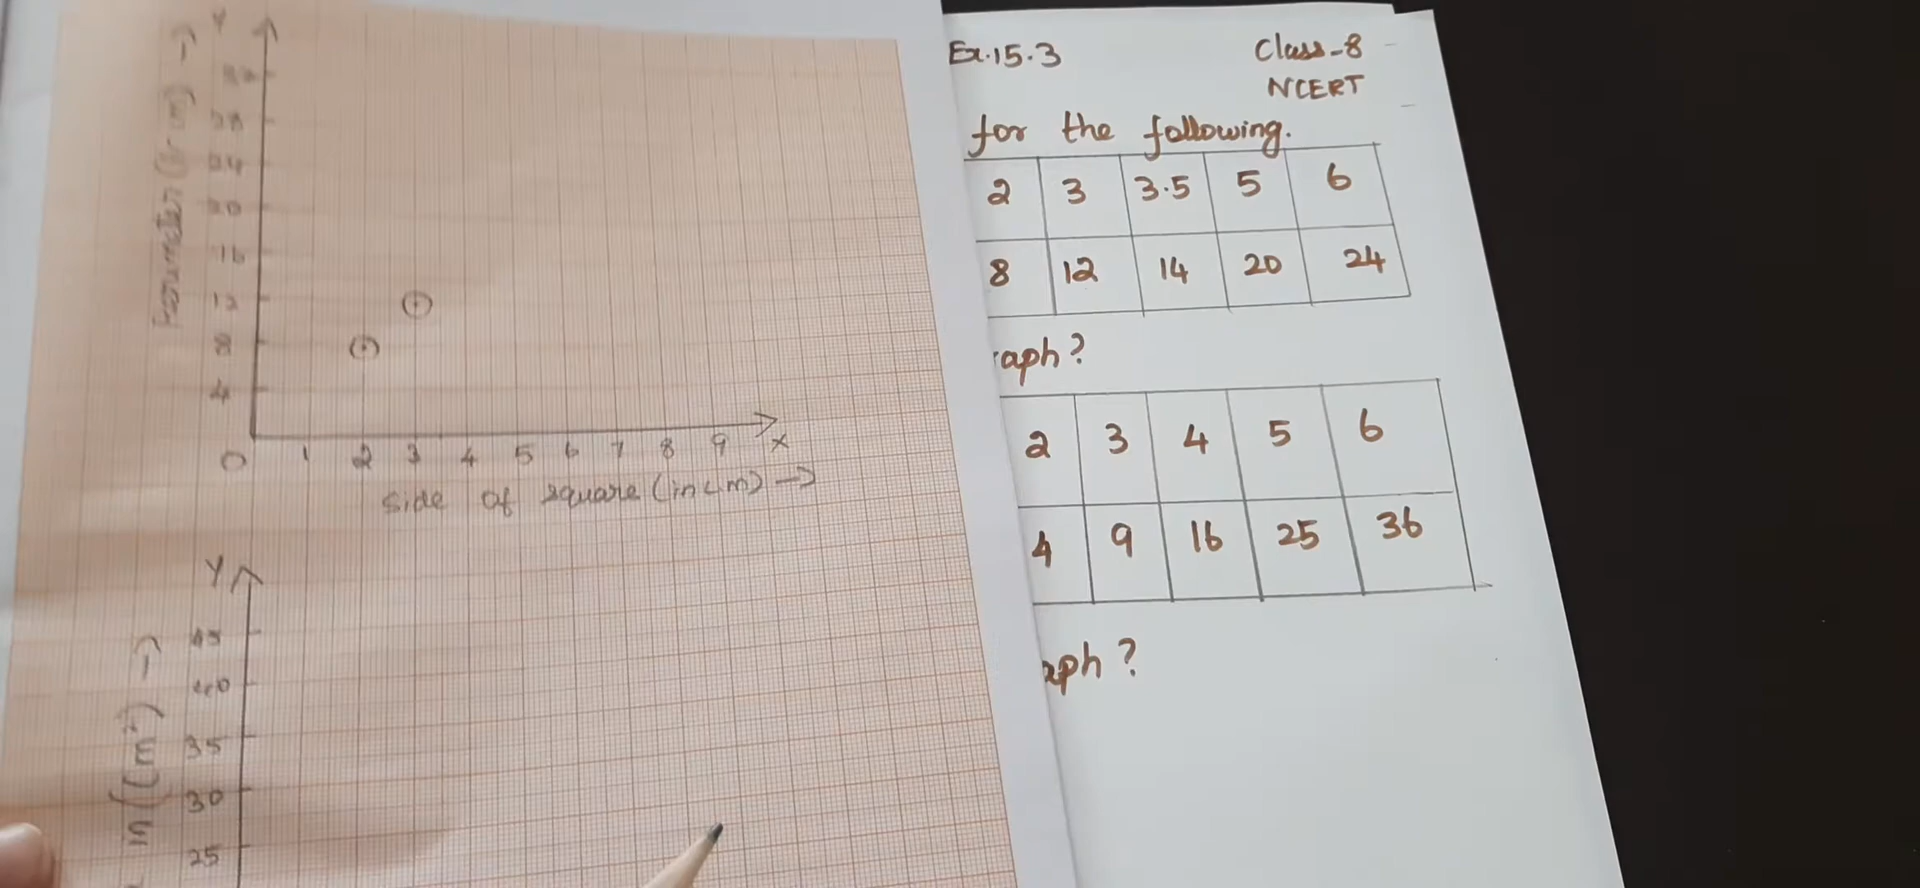 Y
32
28
24
20
16
12
8
4
O 1 2 3 4 5 6 7 8 9 X
side of square (in cm) →
Y
45
40
35
30
25
Ex.15.3
Class-8
NCERT
for the following.
2 3 3.5 5 6
8 12 14 20 24
raph?
2 3 4 5 6
4 9 16 25 36
aph?